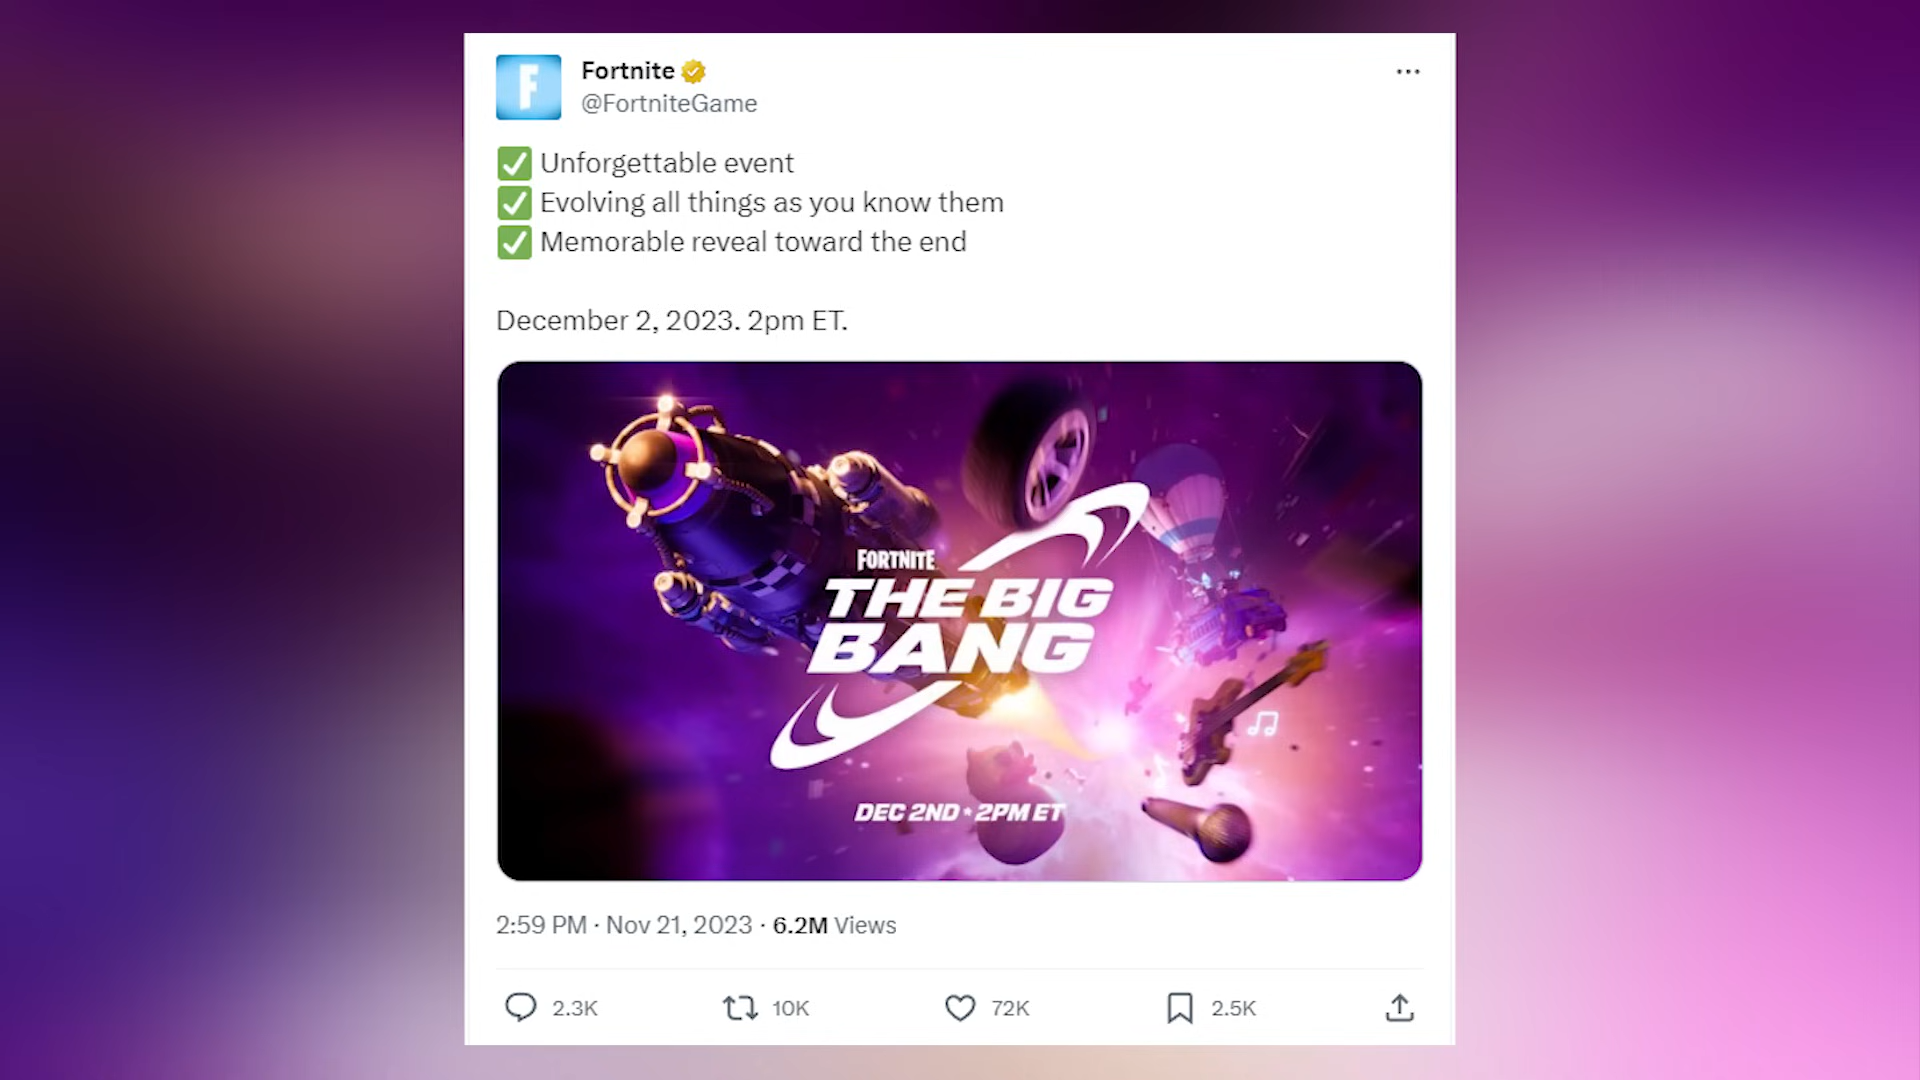 Fortnite
@FortniteGame
✅ Unforgettable event
✅ Evolving all things as you know them
✅ Memorable reveal toward the end
December 2, 2023. 2pm ET.
FORTNITE
THE BIG
BANG
DEC 2ND * 2PM ET
2:59 PM · Nov 21, 2023 · 6.2M Views
2.3K 10K 72K 2.5K